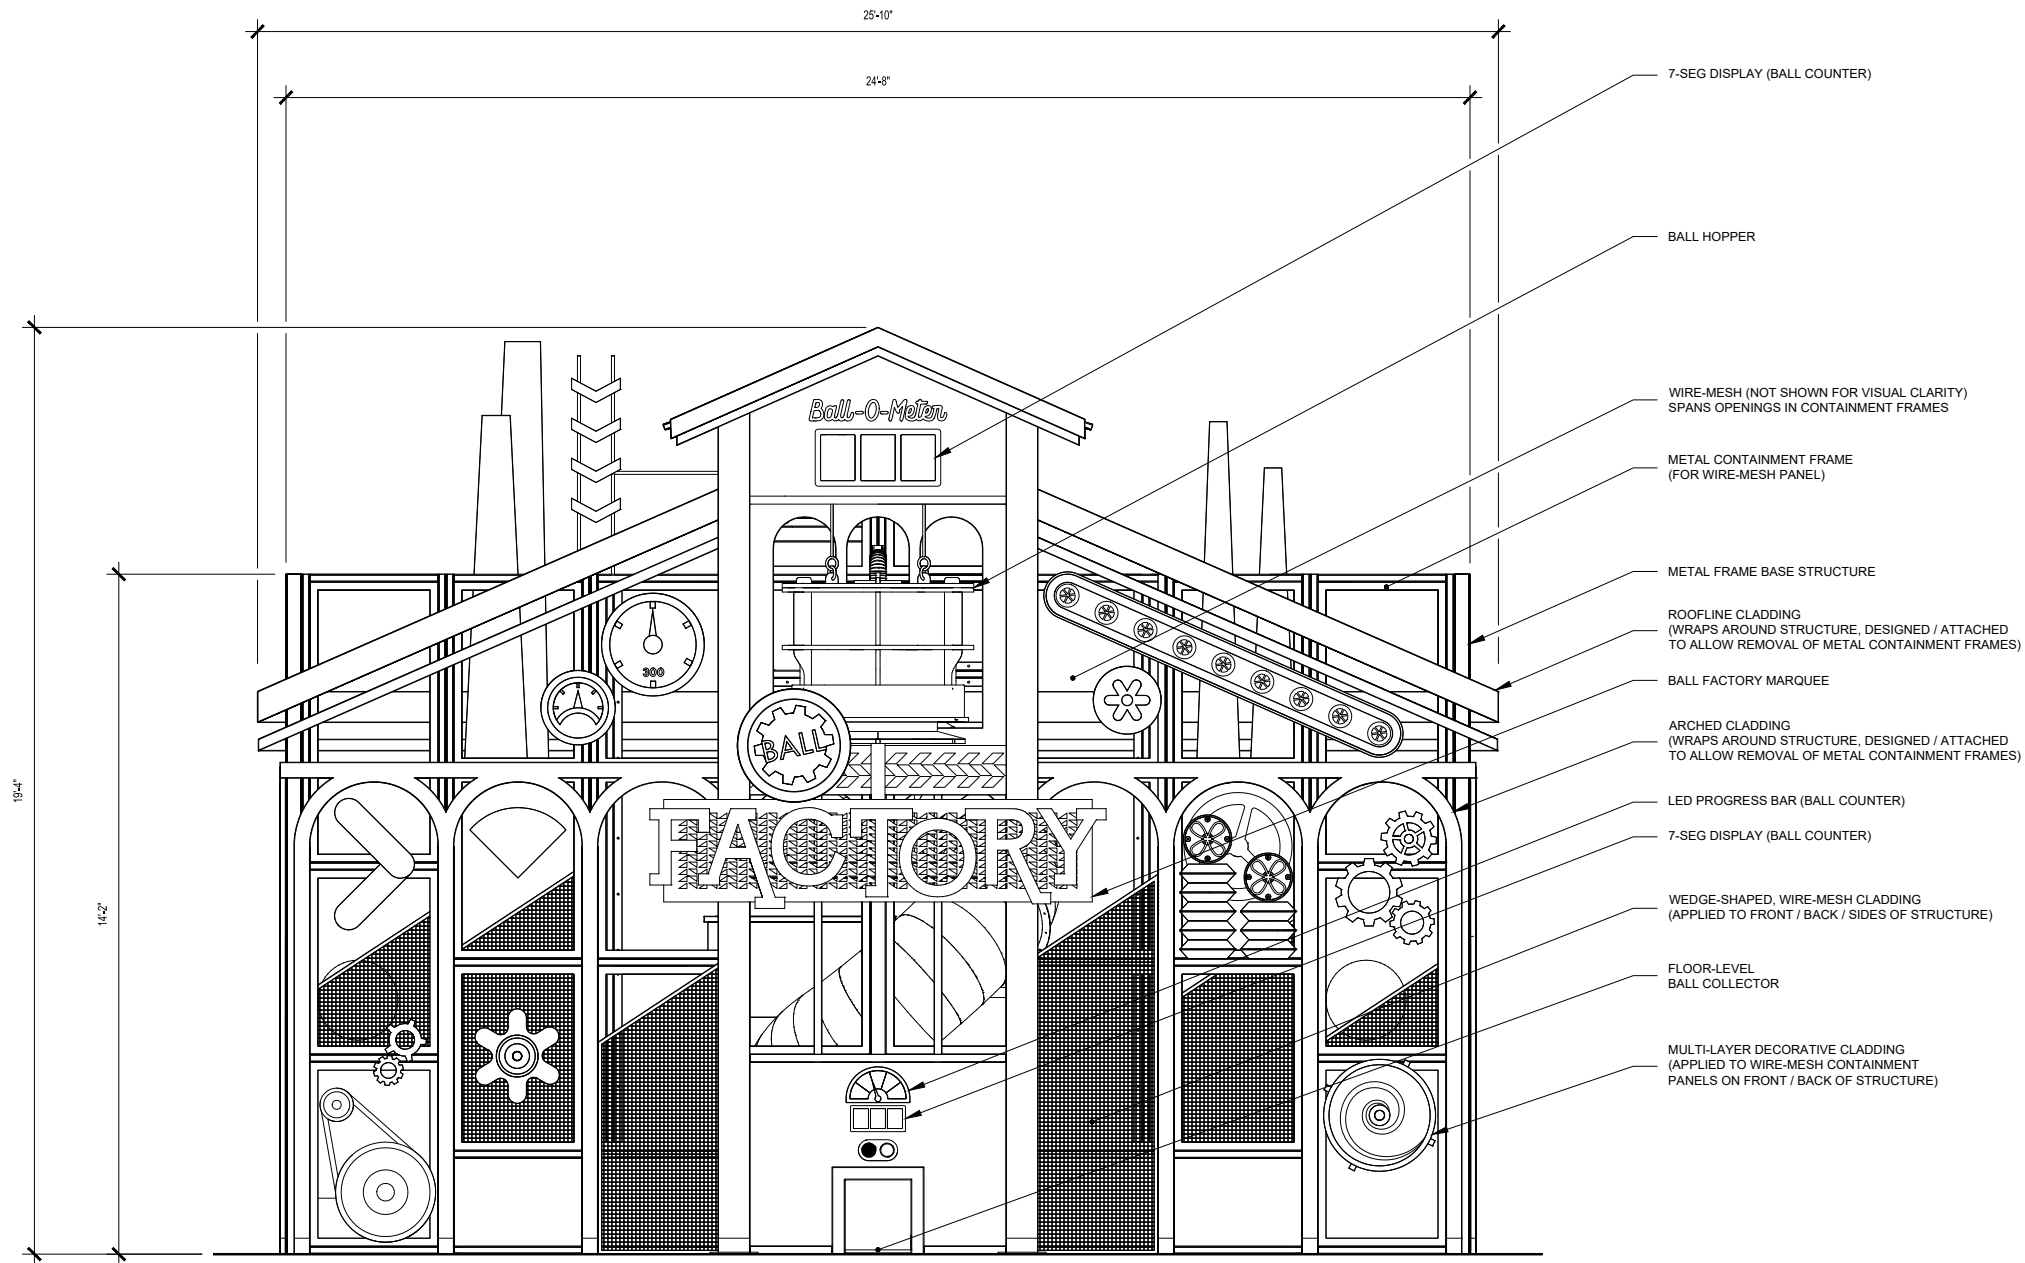 25'-10"
24'-8"
7-SEG DISPLAY (BALL COUNTER)
BALL HOPPER
WIRE-MESH (NOT SHOWN FOR VISUAL CLARITY)
SPANS OPENINGS IN CONTAINMENT FRAMES
METAL CONTAINMENT FRAME
(FOR WIRE-MESH PANEL)
METAL FRAME BASE STRUCTURE
ROOFLINE CLADDING
(WRAPS AROUND STRUCTURE, DESIGNED / ATTACHED
TO ALLOW REMOVAL OF METAL CONTAINMENT FRAMES)
BALL FACTORY MARQUEE
ARCHED CLADDING
(WRAPS AROUND STRUCTURE, DESIGNED / ATTACHED
TO ALLOW REMOVAL OF METAL CONTAINMENT FRAMES)
LED PROGRESS BAR (BALL COUNTER)
7-SEG DISPLAY (BALL COUNTER)
WEDGE-SHAPED, WIRE-MESH CLADDING
(APPLIED TO FRONT / BACK / SIDES OF STRUCTURE)
FLOOR-LEVEL
BALL COLLECTOR
MULTI-LAYER DECORATIVE CLADDING
(APPLIED TO WIRE-MESH CONTAINMENT
PANELS ON FRONT / BACK OF STRUCTURE)
19'-4"
14'-2"
Ball-O-Meter
300
BALL
FACTORY